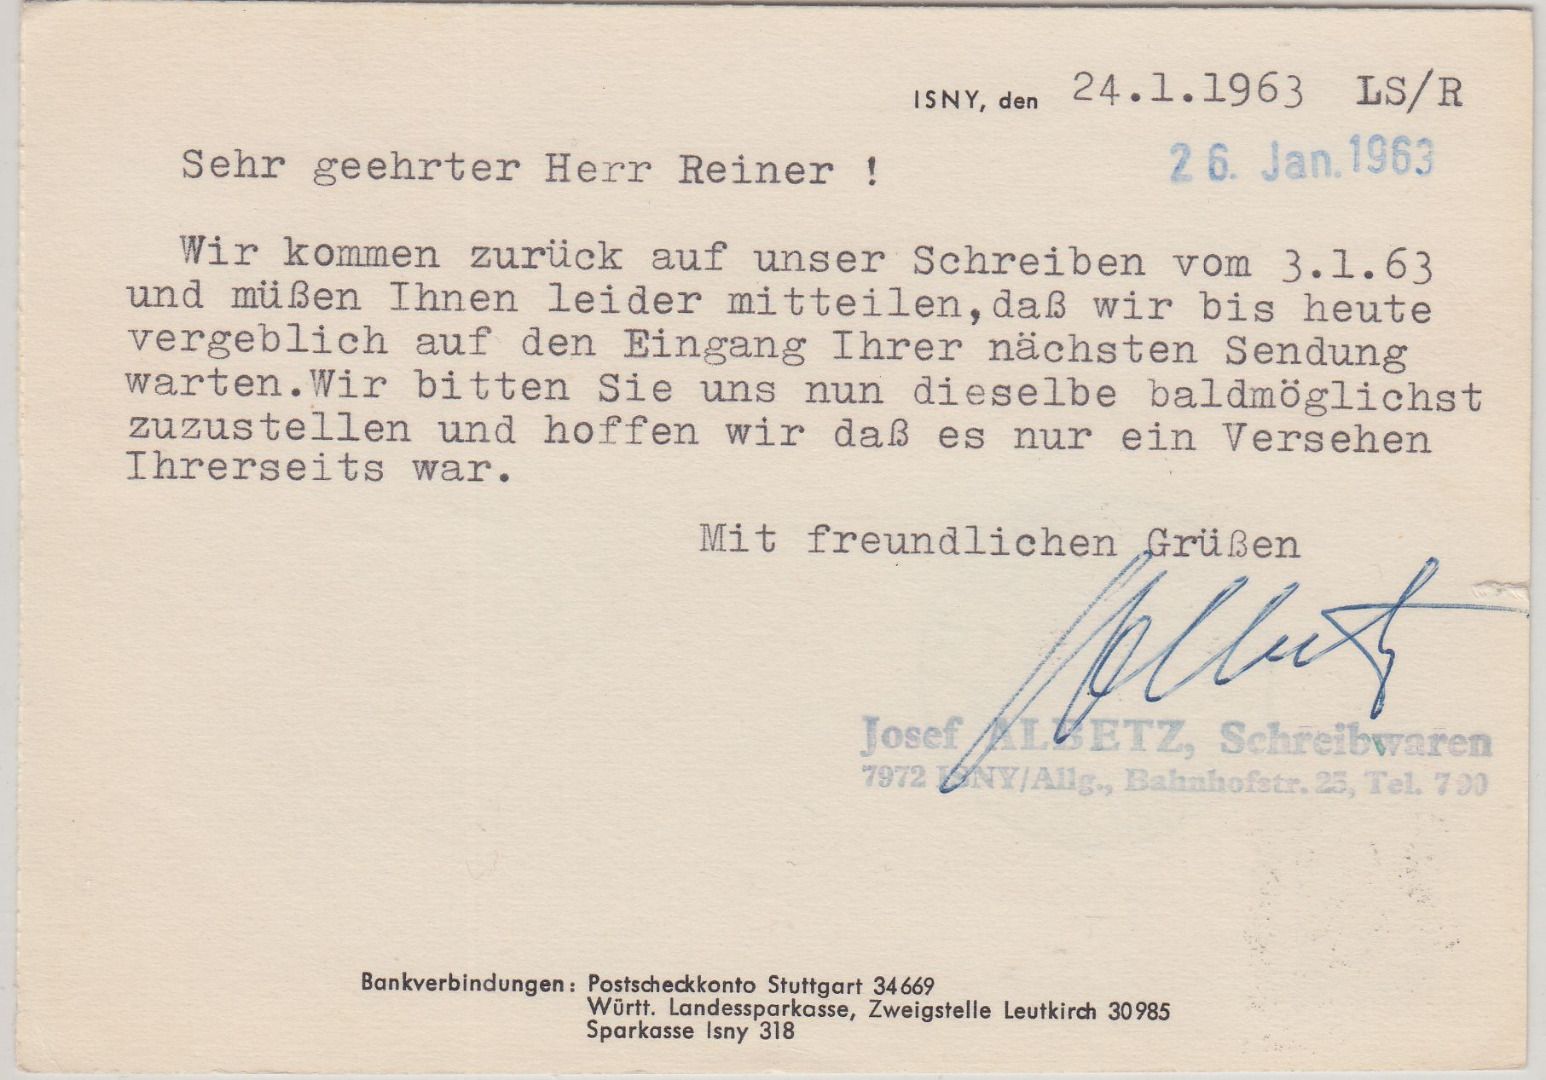 ISNY, den 24.1.1963 LS/R
26. Jan. 1963
Sehr geehrter Herr Reiner !
Wir kommen zurück auf unser Schreiben vom 3.1.63
und müßen Ihnen leider mitteilen,daß wir bis heute
vergeblich auf den Eingang Ihrer nächsten Sendung
warten.Wir bitten Sie uns nun dieselbe baldmöglichst
zuzustellen und hoffen wir daß es nur ein Versehen
Ihrerseits war.
Mit freundlichen Grüßen
Josef ALBETZ, Schreibwaren
7972 ISNY/Allg., Bahnhofstr. 25, Tel.
Bankverbindungen: Postscheckkonto Stuttgart 34669
Württ. Landessparkasse, Zweigstelle Leutkirch 30985
Sparkasse Isny 318